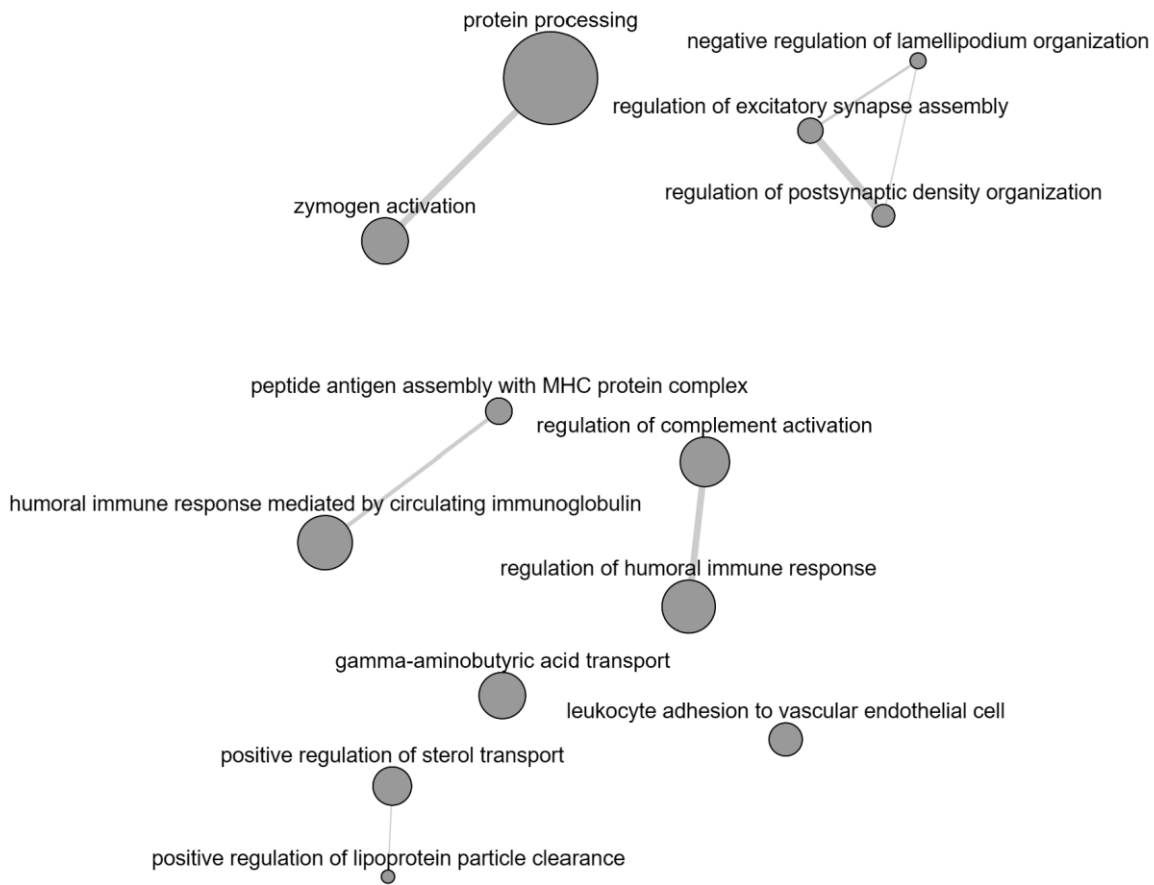 protein processing
negative regulation of lamellipodium organization
regulation of excitatory synapse assembly
regulation of postsynaptic density organization
zymogen activation
peptide antigen assembly with MHC protein complex
regulation of complement activation
humoral immune response mediated by circulating immunoglobulin
regulation of humoral immune response
gamma-aminobutyric acid transport
leukocyte adhesion to vascular endothelial cell
positive regulation of sterol transport
positive regulation of lipoprotein particle clearance